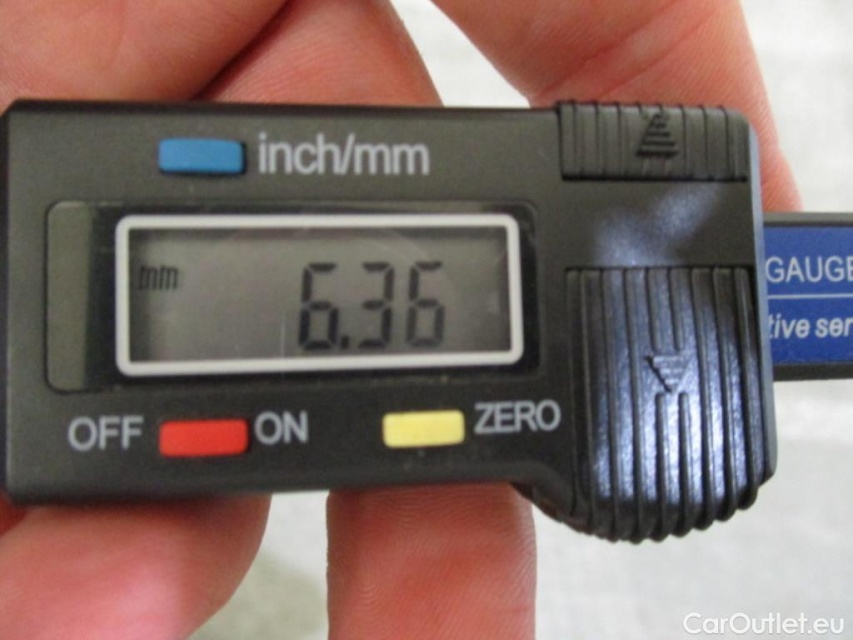 inch/mm
mm 6.36
OFF ON ZERO
GAUGE
tive ser
CarOutlet.eu